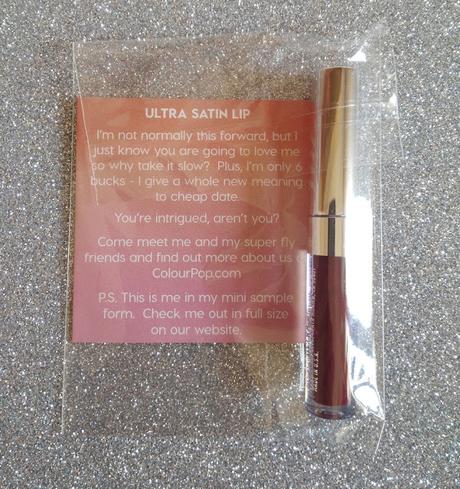 ULTRA SATIN LIP
I'm not normally this forward, but I
just know you are going to love me
so why take it slow? Plus, I'm only 6
bucks - I give a whole new meaning
to cheap date.
You're intrigued, aren't you?
Come meet me and my super fly
friends and find out more about us
ColourPop.com
P.S. This is me in my mini sample
form. Check me out in full size
on our website.
MADE IN U.S.A.